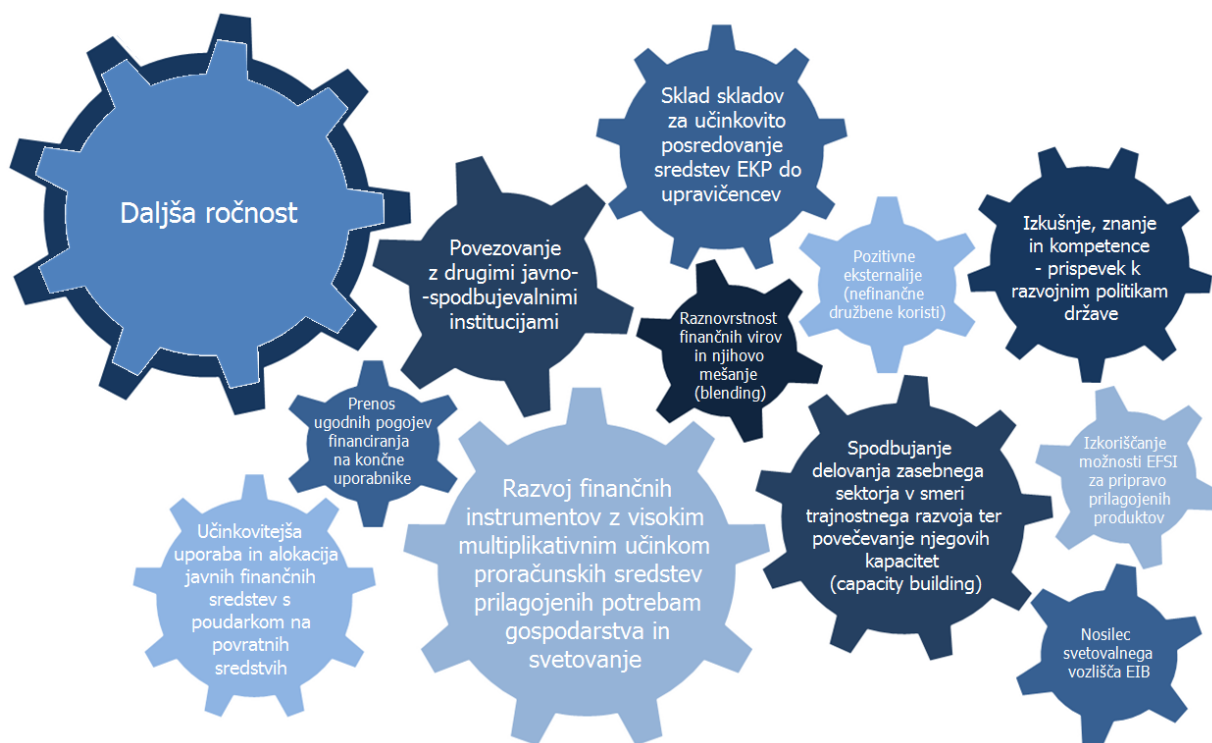 Daljša ročnost
Sklad skladov
za učinkovito
posredovanje
sredstev EKP do
upravičencev
Povezovanje
z drugimi javno-
-spodbujevalnimi
institucijami
Pozitivne
eksternalije
(nefinančne
družbene koristi)
Izkušnje, znanje
in kompetence
- prispevek k
razvojnim politikam
države
Raznovrstnost
finančnih virov
in njihovo
mešanje
(blending)
Prenos
ugodnih pogojev
financiranja
na končne
uporabnike
Razvoj finančnih
instrumentov z visokim
multiplikativnim učinkom
proračunskih sredstev
prilagojenih potrebam
gospodarstva in
svetovanje
Spodbujanje
delovanja zasebnega
sektorja v smeri
trajnostnega razvoja ter
povečevanje njegovih
kapacitet
(capacity building)
Izkoriščanje
možnosti EFSI
za pripravo
prilagojenih
produktov
Učinkovitejša
uporaba in alokacija
javnih finančnih
sredstev s
poudarkom na
povratnih
sredstvih
Nosilec
svetovalnega
vozlišča EIB